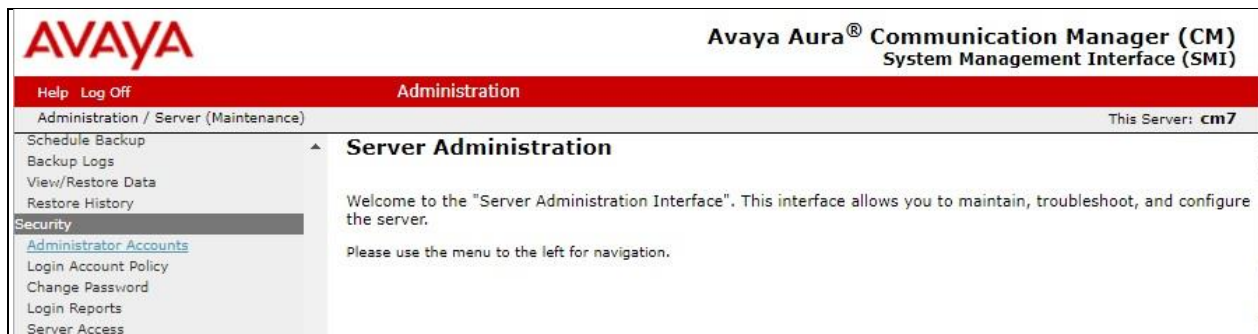 AVAYA
Avaya Aura® Communication Manager (CM)
System Management Interface (SMI)
Help Log Off
Administration
Administration / Server (Maintenance)
This Server: cm7
Schedule Backup
Backup Logs
View/Restore Data
Restore History
Security
Administrator Accounts
Login Account Policy
Change Password
Login Reports
Server Access
Server Administration
Welcome to the "Server Administration Interface". This interface allows you to maintain, troubleshoot, and configure
the server.
Please use the menu to the left for navigation.